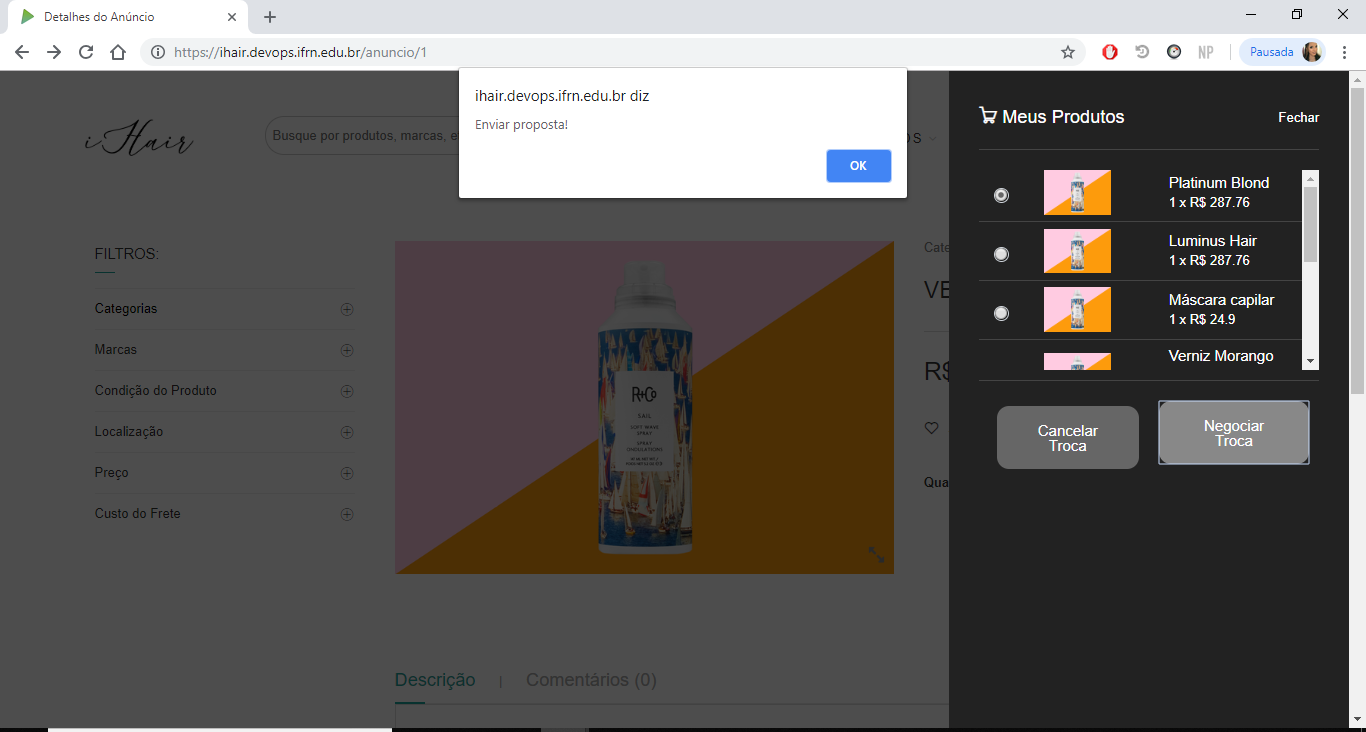 Detalhes do Anúncio
https://ihair.devops.ifrn.edu.br/anuncio/1
NP
Pausada
ihair.devops.ifrn.edu.br diz
Enviar proposta!
OK
iHair
Busque por produtos, marcas, e
OS
Meus Produtos
Fechar
Platinum Blond
1 x R$ 287.76
Luminus Hair
1 x R$ 287.76
Máscara capilar
1 x R$ 24.9
Verniz Morango
Cancelar
Troca
Negociar
Troca
FILTROS:
Categorias
Marcas
Condição do Produto
Localização
Preço
Custo do Frete
R+Co
SAIL
SOFT WAVE
SPRAY
SPRAY
D'ONDULATIONS
Cate
VE
R$
Qua
Descrição | Comentários (0)